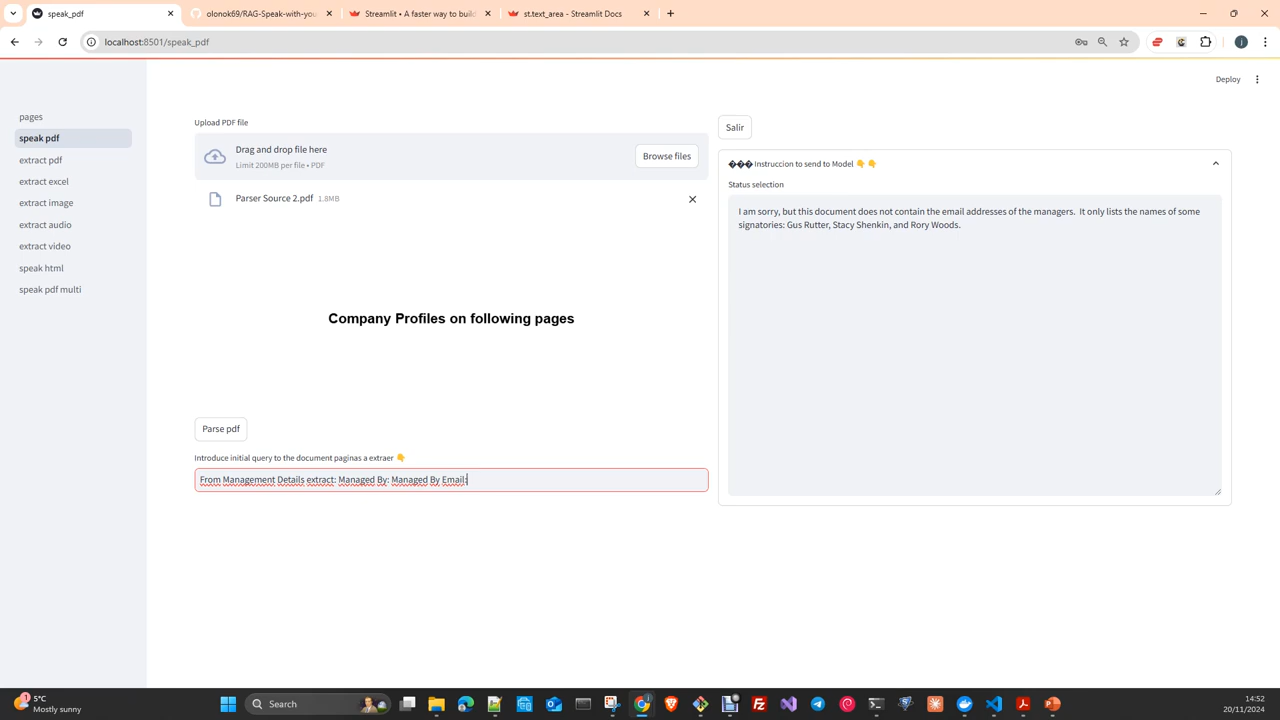 speak_pdf
olonok69/RAG-Speak-with-you
Streamlit • A faster way to build
st.text_area - Streamlit Docs
localhost:8501/speak_pdf
Deploy
pages
speak pdf
extract pdf
extract excel
extract image
extract audio
extract video
speak html
speak pdf multi
Upload PDF file
Drag and drop file here
Limit 200MB per file • PDF
Browse files
Parser Source 2.pdf 1.8MB
Company Profiles on following pages
Parse pdf
Introduce initial query to the document paginas a extraer 👇
From Management Details extract: Managed By: Managed By Email:
Salir
��� Instruccion to send to Model 👇 👇
Status selection
I am sorry, but this document does not contain the email addresses of the managers. It only lists the names of some
signatories: Gus Rutter, Stacy Shenkin, and Rory Woods.
1
5°C
Mostly sunny
Search
14:52
20/11/2024